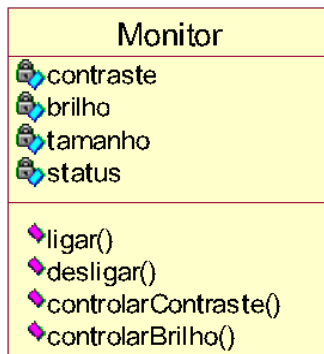 Monitor
contraste
brilho
tamanho
status
ligar()
desligar()
controlarContraste()
controlarBrilho()